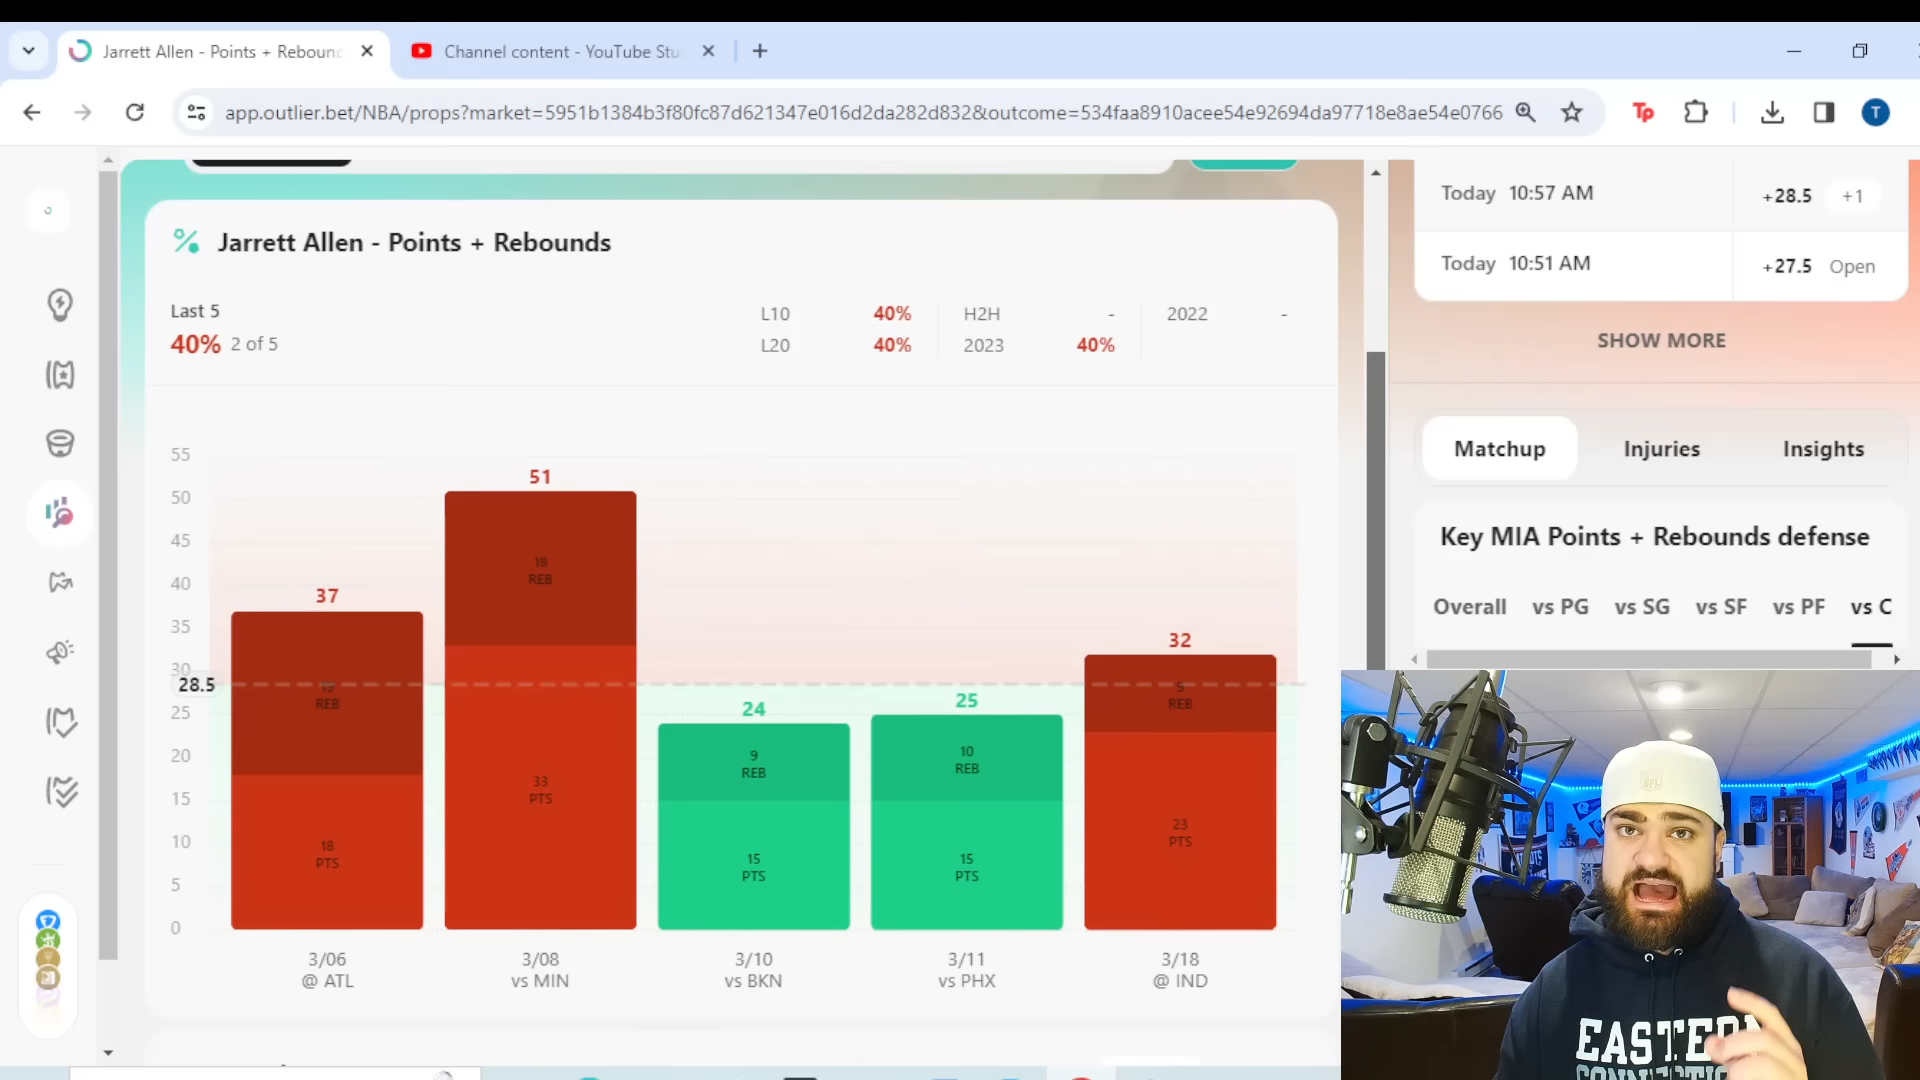 Jarrett Allen - Points + Rebound
Channel content - YouTube Stu
app.outlier.bet/NBA/props?market=5951b1384b3f80fc87d621347e016d2da282d832&outcome=534faa8910acee54e92694da97718e8ae54e0766
Tp
T
Jarrett Allen - Points + Rebounds
Last 5
40% 2 of 5
L10 40% H2H - 2022 -
L20 40% 2023 40%
55
50
45
40
35
30
28.5
25
20
15
10
5
0
37
REB
18
PTS
51
18
REB
33
PTS
24
9
REB
15
PTS
25
10
REB
15
PTS
32
REB
23
PTS
3/06
@ ATL
3/08
vs MIN
3/10
vs BKN
3/11
vs PHX
3/18
@ IND
Today 10:57 AM +28.5 +1
Today 10:51 AM +27.5 Open
SHOW MORE
Matchup Injuries Insights
Key MIA Points + Rebounds defense
Overall vs PG vs SG vs SF vs PF vs C
EASTERN